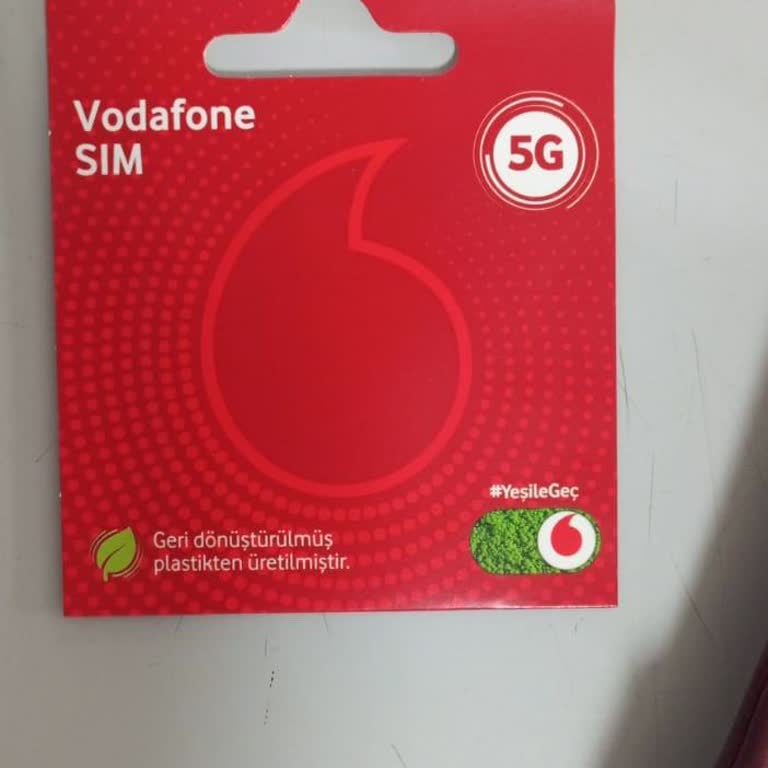 Vodafone
SIM
5G
#YeşileGeç
Geri dönüştürülmüş
plastikten üretilmiştir.